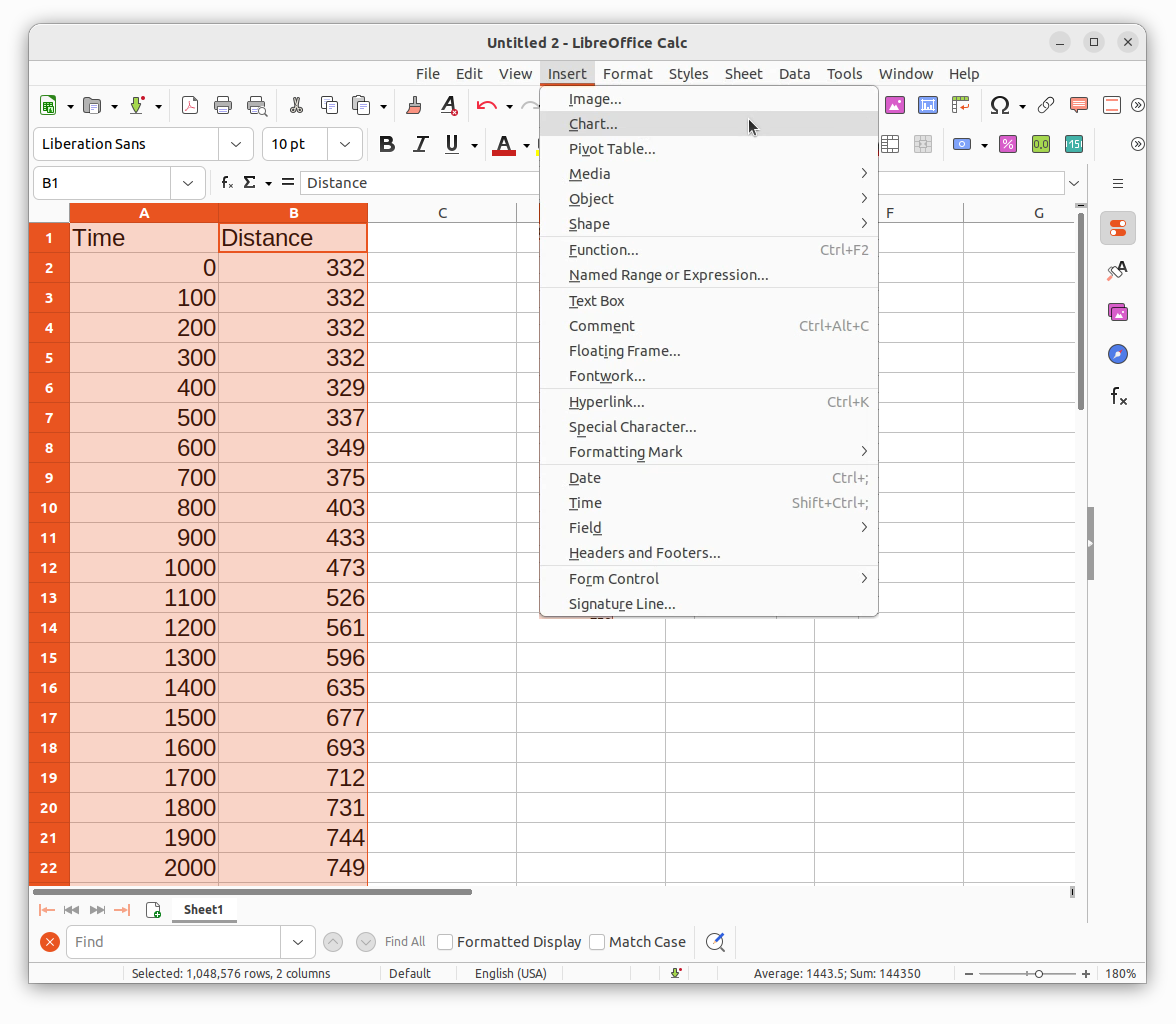 Untitled 2 - LibreOffice Calc
File Edit View Insert Format Styles Sheet Data Tools Window Help
Liberation Sans 10 pt
B1 Distance
A B C F G
1 Time Distance
2 0 332
3 100 332
4 200 332
5 300 332
6 400 329
7 500 337
8 600 349
9 700 375
10 800 403
11 900 433
12 1000 473
13 1100 526
14 1200 561
15 1300 596
16 1400 635
17 1500 677
18 1600 693
19 1700 712
20 1800 731
21 1900 744
22 2000 749
Image...
Chart...
Pivot Table...
Media
Object
Shape
Function... Ctrl+F2
Named Range or Expression...
Text Box
Comment Ctrl+Alt+C
Floating Frame...
Fontwork...
Hyperlink... Ctrl+K
Special Character...
Formatting Mark
Date Ctrl+;
Time Shift+Ctrl+;
Field
Headers and Footers...
Form Control
Signature Line...
Sheet1
Find Find All Formatted Display Match Case
Selected: 1,048,576 rows, 2 columns Default English (USA) Average: 1443.5; Sum: 144350 180%